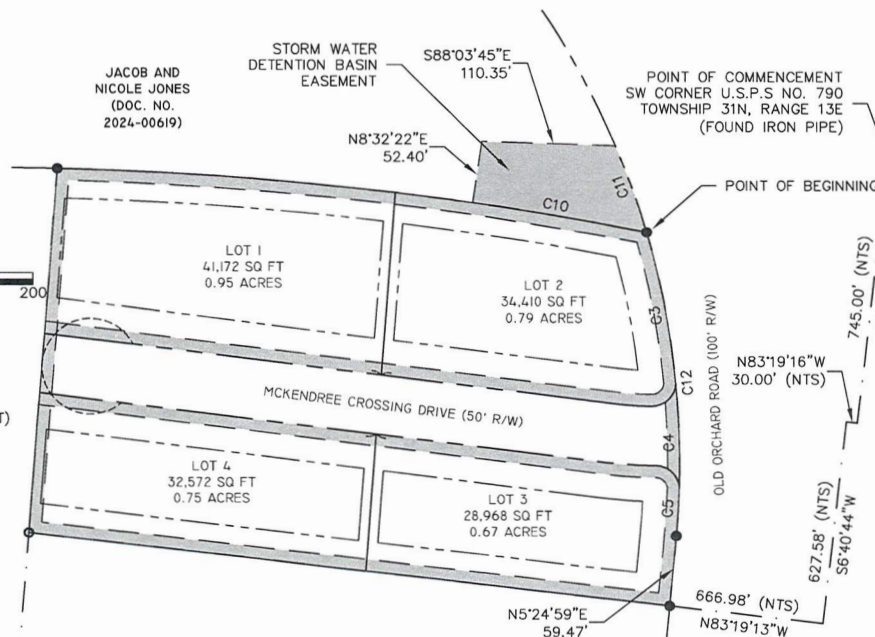 JACOB AND
NICOLE JONES
(DOC. NO.
2024-00619)
STORM WATER
DETENTION BASIN
EASEMENT
S88°03'45"E
110.35'
N8°32'22"E
52.40'
POINT OF COMMENCEMENT
SW CORNER U.S.P.S NO. 790
TOWNSHIP 31N, RANGE 13E
(FOUND IRON PIPE)
POINT OF BEGINNING
C11
C10
LOT 1
41,172 SQ FT
0.95 ACRES
LOT 2
34,410 SQ FT
0.79 ACRES
200
C3
C12
OLD ORCHARD ROAD (100' R/W)
745.00' (NTS)
N83°19'16"W
30.00' (NTS)
MCKENDREE CROSSING DRIVE (50' R/W)
T)
C4
LOT 4
32,572 SQ FT
0.75 ACRES
LOT 3
28,968 SQ FT
0.67 ACRES
C5
627.58' (NTS)
S6°40'44"W
N5°24'59"E
59.47'
666.98' (NTS)
N83°19'13"W